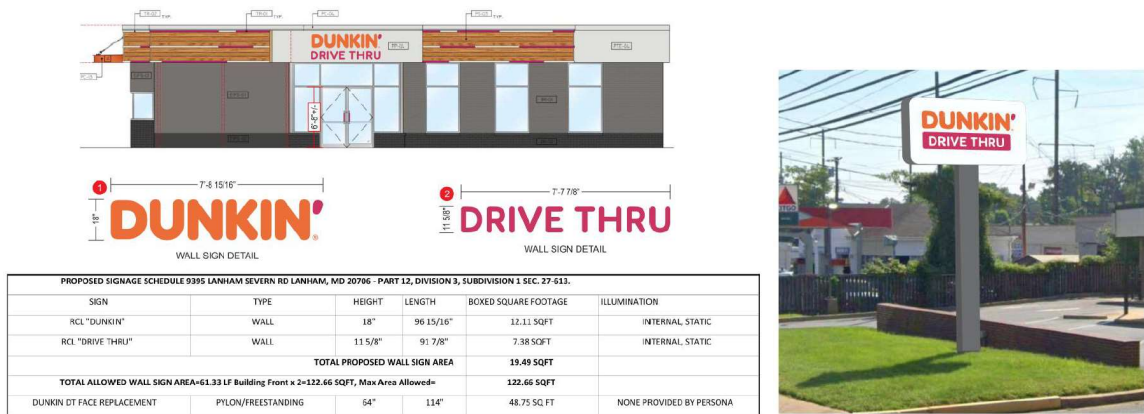 DUNKIN'
DRIVE THRU
6'-8"+/-
1
7'-8 15/16"
18"
DUNKIN'
®
WALL SIGN DETAIL
2
7'-7 7/8"
11 5/8"
DRIVE THRU
WALL SIGN DETAIL
DUNKIN'
DRIVE THRU
PROPOSED SIGNAGE SCHEDULE 9395 LANHAM SEVERN RD LANHAM, MD 20706 - PART 12, DIVISION 3, SUBDIVISION 1 SEC. 27-613.
SIGN TYPE HEIGHT LENGTH BOXED SQUARE FOOTAGE ILLUMINATION
RCL "DUNKIN" WALL 18" 96 15/16" 12.11 SQFT INTERNAL, STATIC
RCL "DRIVE THRU" WALL 11 5/8" 91 7/8" 7.38 SQFT INTERNAL, STATIC
TOTAL PROPOSED WALL SIGN AREA 19.49 SQFT
TOTAL ALLOWED WALL SIGN AREA=61.33 LF Building Front x 2=122.66 SQFT, Max Area Allowed= 122.66 SQFT
DUNKIN DT FACE REPLACEMENT PYLON/FREESTANDING 64" 114" 48.75 SQ FT NONE PROVIDED BY PERSONA